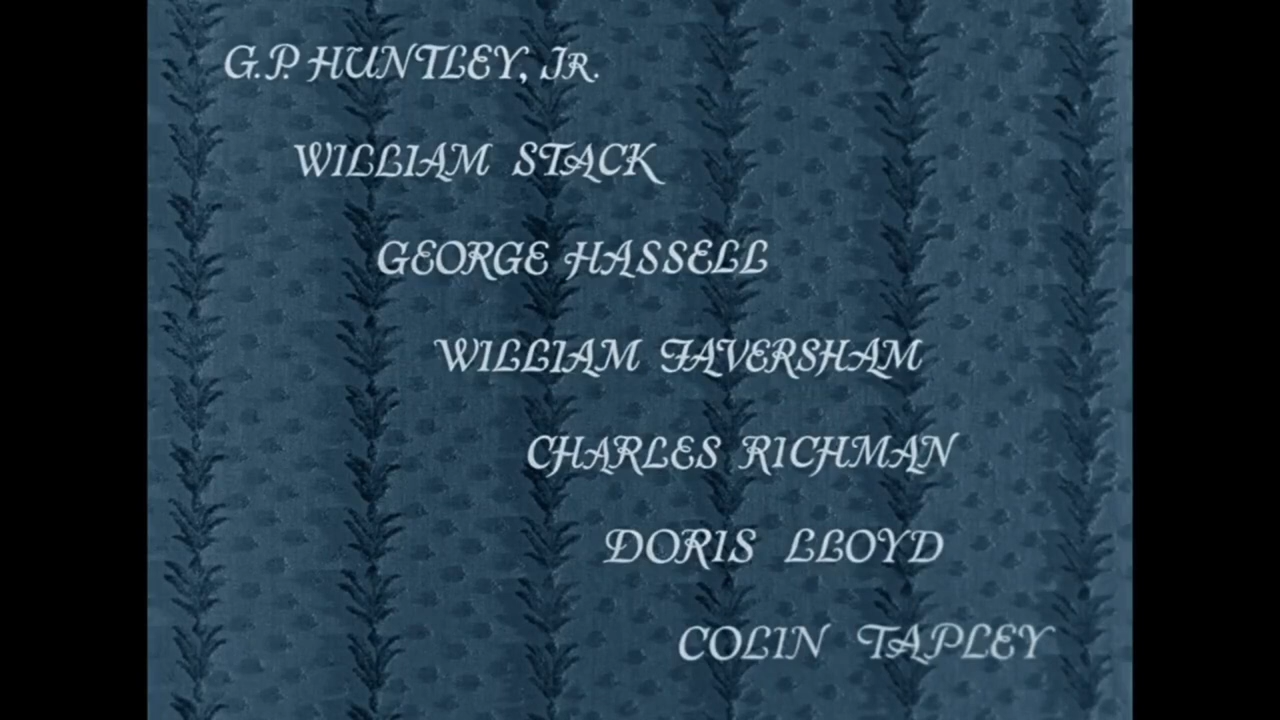 G.P. HUNTLEY, JR.
WILLIAM STACK
GEORGE HASSELL
WILLIAM FAVERSHAM
CHARLES RICHMAN
DORIS LLOYD
COLIN TAPLEY